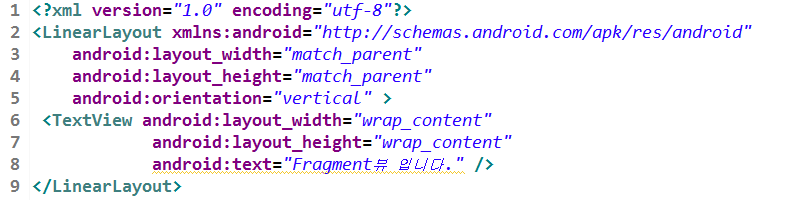 1 <?xml version="1.0" encoding="utf-8"?>
2 <LinearLayout xmlns:android="http://schemas.android.com/apk/res/android"
3     android:layout_width="match_parent"
4     android:layout_height="match_parent"
5     android:orientation="vertical" >
6  <TextView android:layout_width="wrap_content"
7             android:layout_height="wrap_content"
8             android:text="Fragment뷰 입니다." />
9 </LinearLayout>